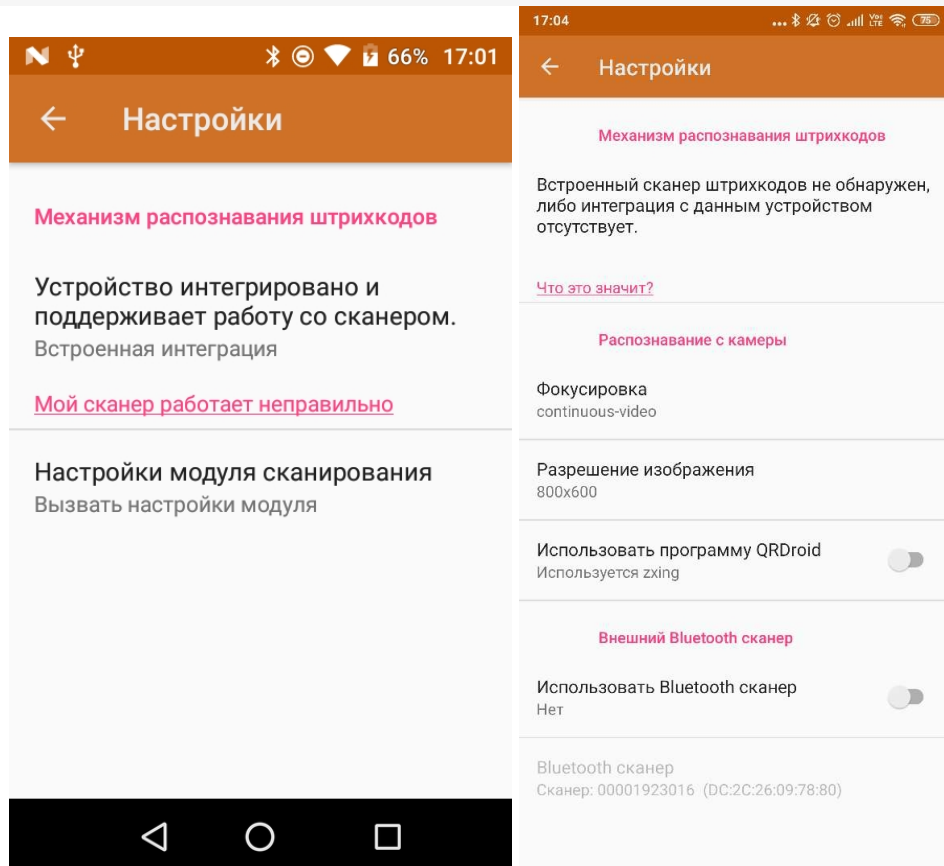 66% 17:01
Настройки
Механизм распознавания штрихкодов
Устройство интегрировано и
поддерживает работу со сканером.
Встроенная интеграция
Мой сканер работает неправильно
Настройки модуля сканирования
Вызвать настройки модуля
17:04
Vo) LTE 75
Настройки
Механизм распознавания штрихкодов
Встроенный сканер штрихкодов не обнаружен,
либо интеграция с данным устройством
отсутствует.
Что это значит?
Распознавание с камеры
Фокусировка
continuous-video
Разрешение изображения
800x600
Использовать программу QRDroid
Используется zxing
Внешний Bluetooth сканер
Использовать Bluetooth сканер
Нет
Bluetooth сканер
Сканер: 00001923016 (DC:2C:26:09:78:80)